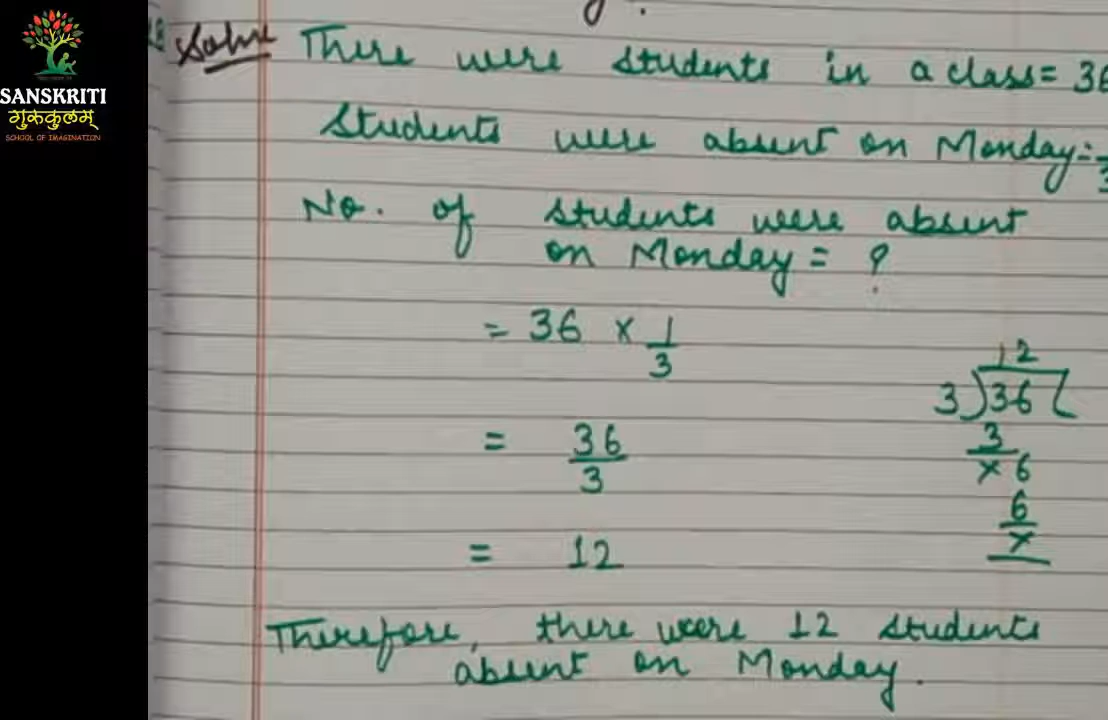 SANSKRITI
गुरुकुलम्
SCHOOL OF IMAGINATION
Soln There were students in a class = 36
Students were absent on Monday =
No. of students were absent
on Monday = ?
= 36 × 1/3
= 36/3
= 12
12
3)36(
3
× 6
6
×
Therefore, there were 12 students
absent on Monday.